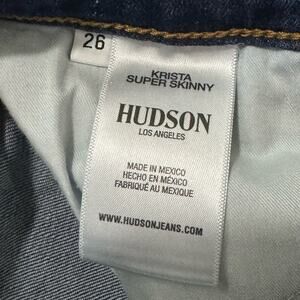 26
KRISTA
SUPER SKINNY
HUDSON
LOS ANGELES
MADE IN MEXICO
HECHO EN MÉXICO
FABRIQUÉ AU MEXIQUE
WWW.HUDSONJEANS.COM